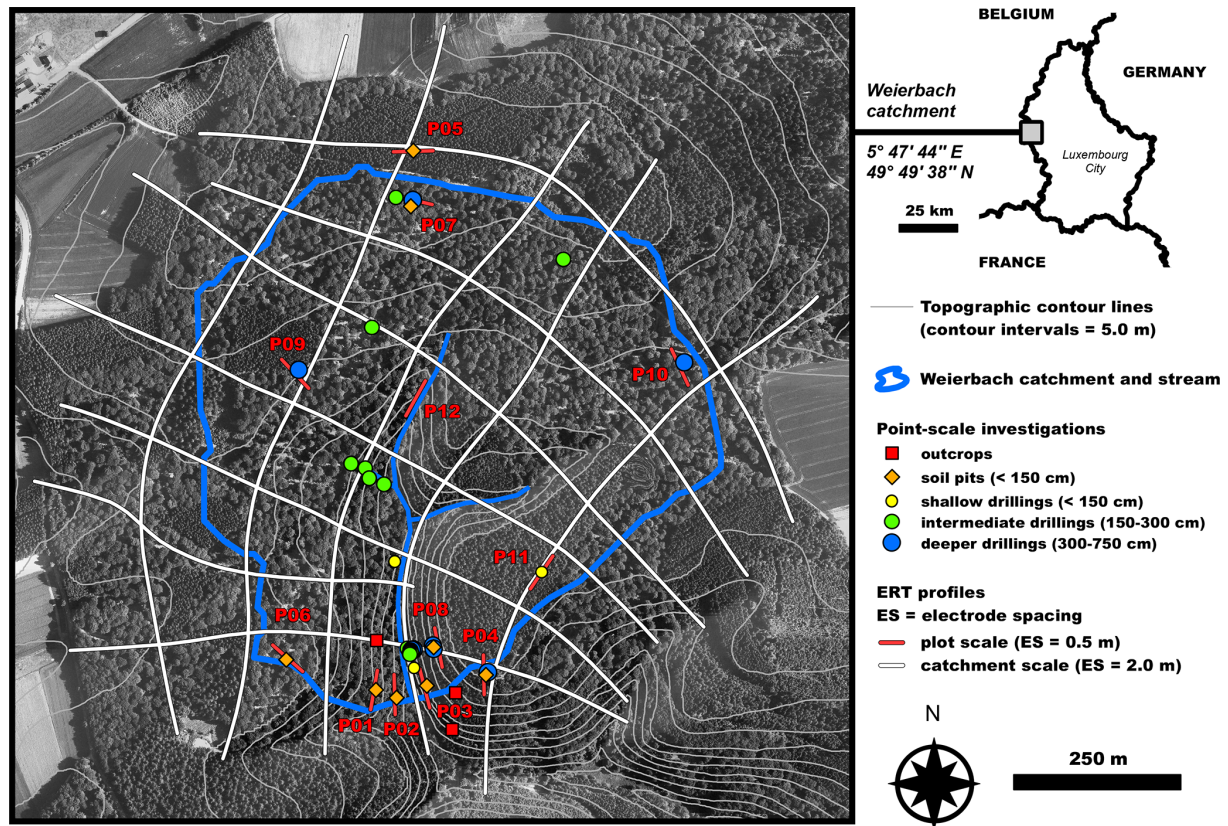 P05
P07
P09
P10
P12
P11
P06
P08
P04
P01
P02
P03
BELGIUM
GERMANY
Weierbach
catchment
5° 47' 44" E
49° 49' 38" N
Luxembourg
City
25 km
FRANCE
Topographic contour lines
(contour intervals = 5.0 m)
Weierbach catchment and stream
Point-scale investigations
outcrops
soil pits (< 150 cm)
shallow drillings (< 150 cm)
intermediate drillings (150-300 cm)
deeper drillings (300-750 cm)
ERT profiles
ES = electrode spacing
plot scale (ES = 0.5 m)
catchment scale (ES = 2.0 m)
N
250 m